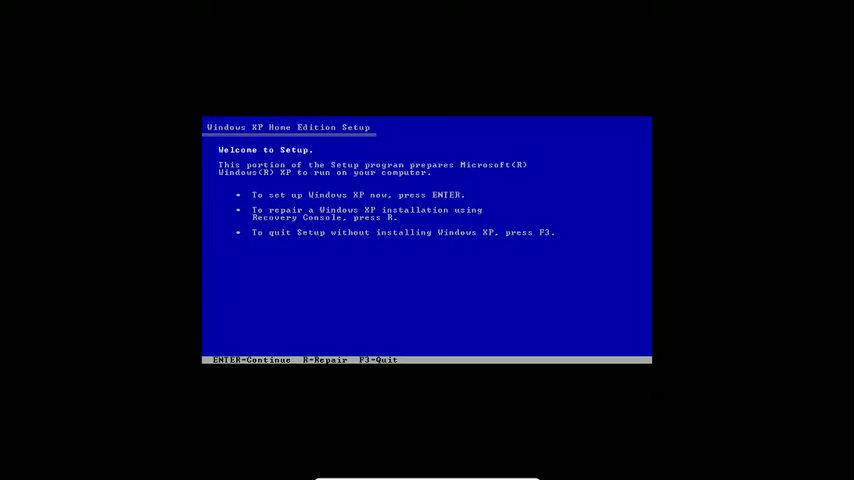 Windows XP Home Edition Setup
Welcome to Setup.
This portion of the Setup program prepares Microsoft(R)
Windows(R) XP to run on your computer.
• To set up Windows XP now, press ENTER.
• To repair a Windows XP installation using
Recovery Console, press R.
• To quit Setup without installing Windows XP, press F3.
ENTER=Continue R=Repair F3=Quit